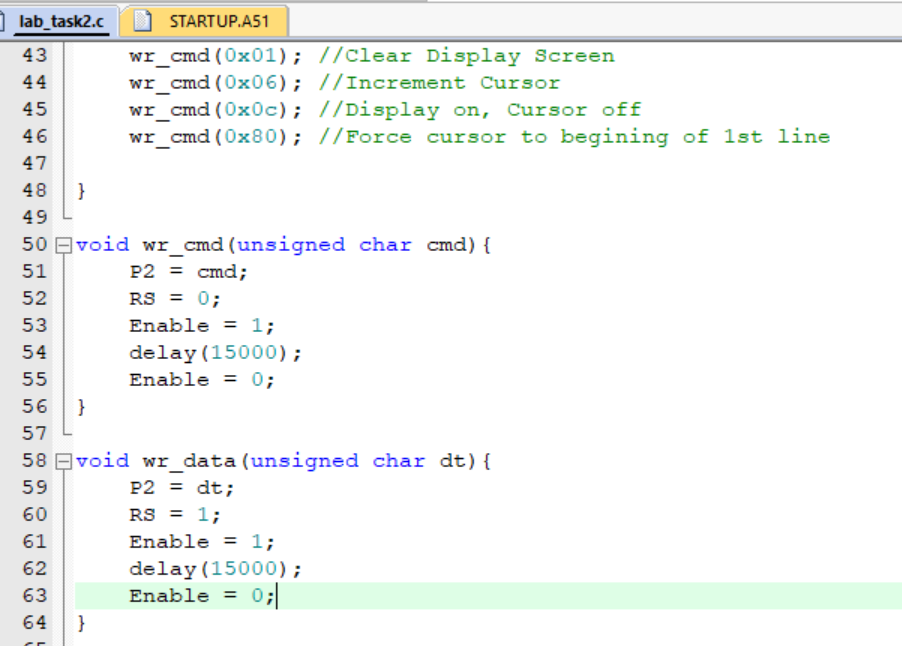 lab_task2.c STARTUP.A51
43 wr_cmd(0x01); //Clear Display Screen
44 wr_cmd(0x06); //Increment Cursor
45 wr_cmd(0x0c); //Display on, Cursor off
46 wr_cmd(0x80); //Force cursor to begining of 1st line
47
48 }
49
50 void wr_cmd(unsigned char cmd){
51 P2 = cmd;
52 RS = 0;
53 Enable = 1;
54 delay(15000);
55 Enable = 0;
56 }
57
58 void wr_data(unsigned char dt){
59 P2 = dt;
60 RS = 1;
61 Enable = 1;
62 delay(15000);
63 Enable = 0;
64 }